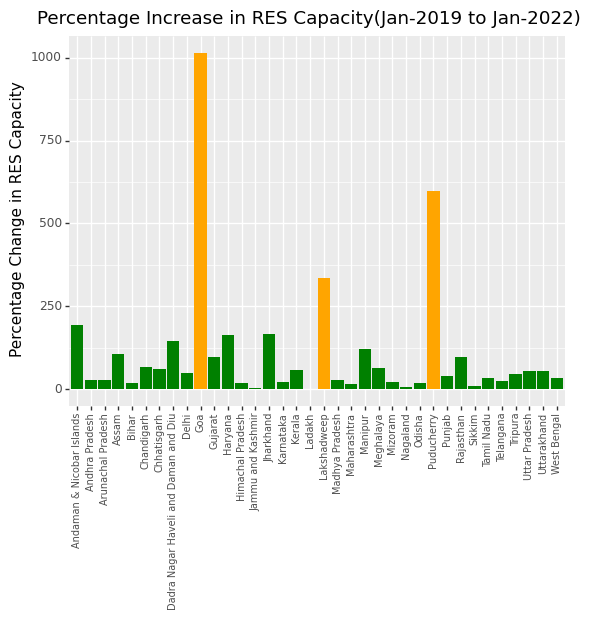 Percentage Increase in RES Capacity(Jan-2019 to Jan-2022)
Percentage Change in RES Capacity
1000
750
500
250
0
Andaman & Nicobar Islands
Andhra Pradesh
Arunachal Pradesh
Assam
Bihar
Chandigarh
Chhatisgarh
Dadra Nagar Haveli and Daman and Diu
Delhi
Goa
Gujarat
Haryana
Himachal Pradesh
Jammu and Kashmir
Jharkhand
Karnataka
Kerala
Ladakh
Lakshadweep
Madhya Pradesh
Maharashtra
Manipur
Meghalaya
Mizoram
Nagaland
Odisha
Puducherry
Punjab
Rajasthan
Sikkim
Tamil Nadu
Telangana
Tripura
Uttar Pradesh
Uttarakhand
West Bengal